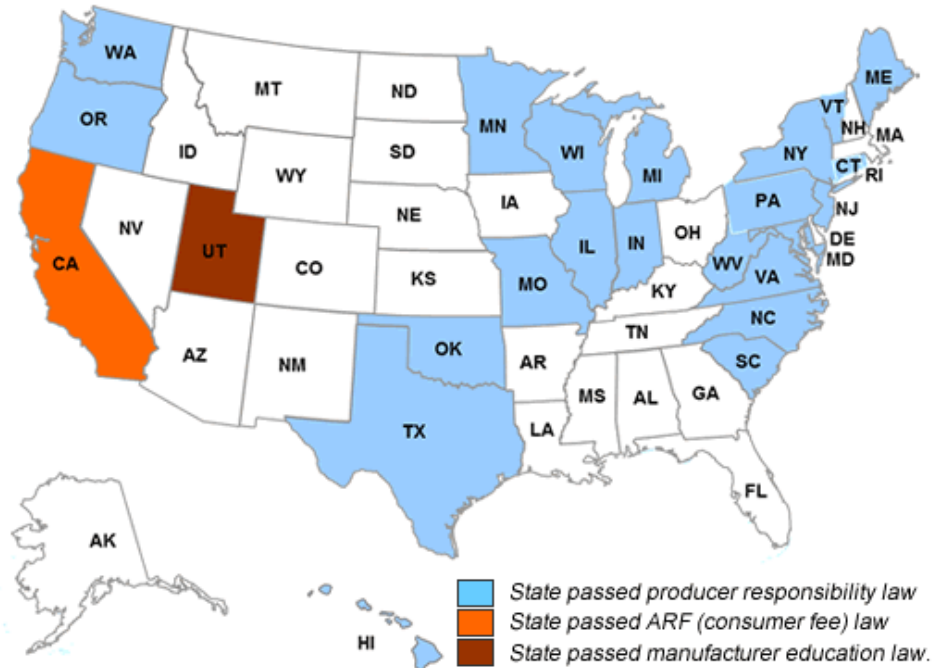 WA
MT
ND
ME
VT
OR
MN
NH
MA
ID
SD
WI
NY
CT
RI
WY
MI
PA
IA
NJ
NE
NV
OH
DE
UT
IL
IN
MD
CA
CO
WV
VA
KS
MO
KY
NC
TN
AZ
OK
SC
NM
AR
MS
AL
GA
TX
LA
FL
AK
HI
State passed producer responsibility law
State passed ARF (consumer fee) law
State passed manufacturer education law.